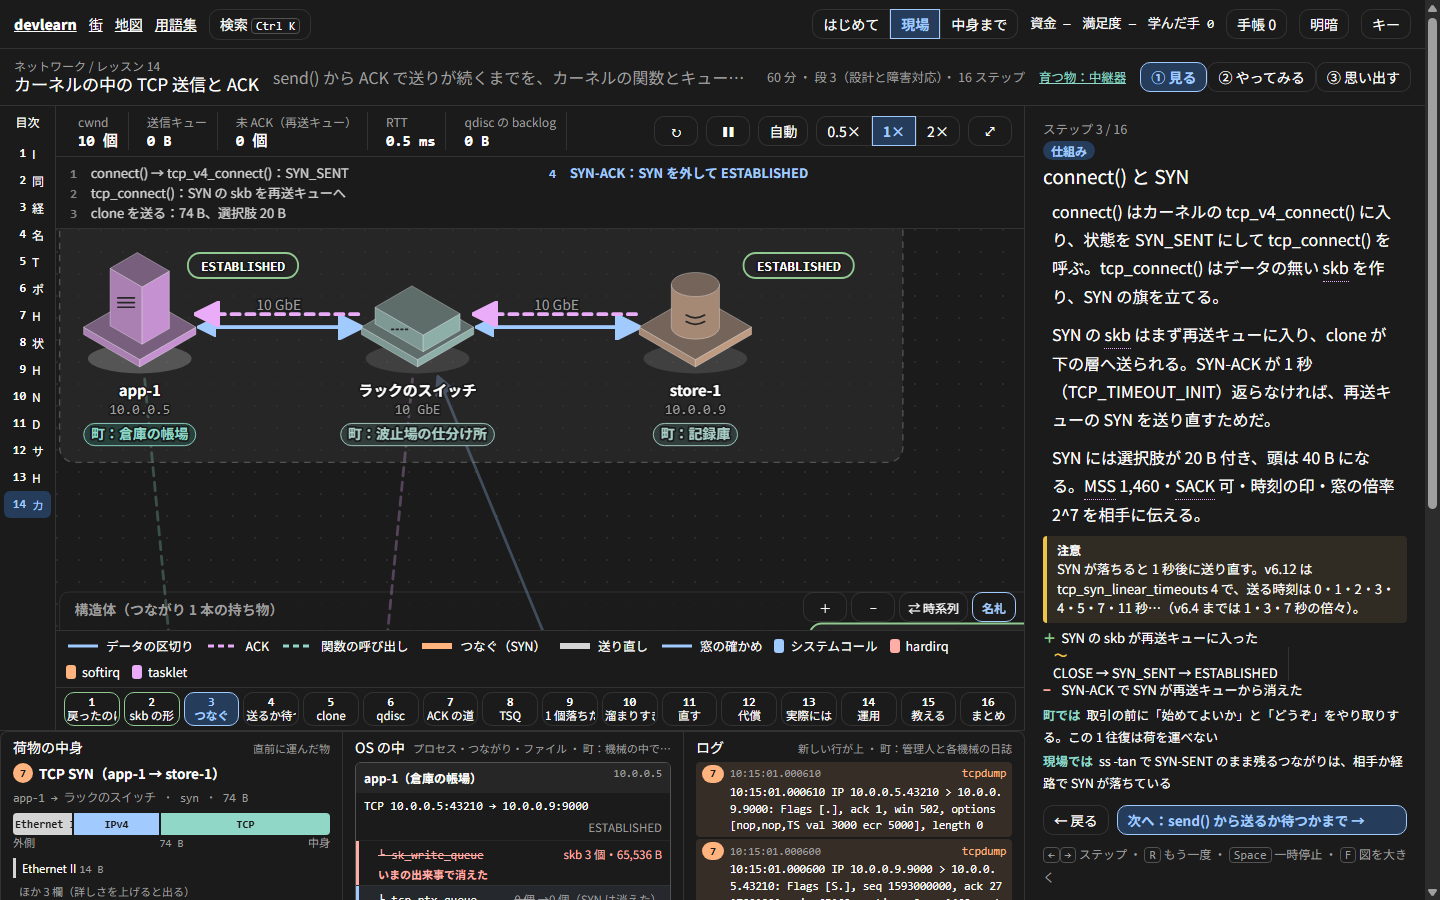 devlearn 街 地図 用語集 検索 Ctrl K はじめて 現場 中身まで 資金 – 満足度 – 学んだ手 0 手帳 0 明暗 キー
ネットワーク / レッスン 14
カーネルの中の TCP 送信と ACK send() から ACK で送りが続くまでを、カーネルの関数とキュー… 60 分 ・ 段 3（設計と障害対応）・ 16 ステップ 育つ物：中継器 ① 見る ② やってみる ③ 思い出す
目次
1 I
2 同
3 経
4 名
5 T
6 ポ
7 H
8 状
9 H
10 N
11 D
12 サ
13 H
14 カ
cwnd 送信キュー 未 ACK（再送キュー） RTT qdisc の backlog
10 個 0 B 0 個 0.5 ms 0 B
↻ 自動 0.5× 1× 2×
1 connect() → tcp_v4_connect()：SYN_SENT
2 tcp_connect()：SYN の skb を再送キューへ
3 clone を送る：74 B、選択肢 20 B
4 SYN-ACK：SYN を外して ESTABLISHED
ESTABLISHED ESTABLISHED
10 GbE 10 GbE
app-1 ラックのスイッチ store-1
10.0.0.5 10 GbE 10.0.0.9
町：倉庫の帳場 町：波止場の仕分け所 町：記録庫
構造体（つながり 1 本の持ち物） + − ⇄ 時系列 名札
データの区切り ACK 関数の呼び出し つなぐ（SYN） 送り直し 窓の確かめ システムコール hardirq
softirq tasklet
1 2 3 4 5 6 7 8 9 10 11 12 13 14 15 16
skb の形 つなぐ clone qdisc ACK の道 TSQ 直す 代償 実際には 運用 教える まとめ
荷物の中身 直前に運んだ物
7 TCP SYN（app-1 → store-1）
app-1 → ラックのスイッチ ・ syn ・ 74 B
Ethernet IPv4 TCP
外側 74 B 中身
Ethernet II 14 B
ほか 3 欄（詳しさを上げると出る）
OS の中 プロセス・つながり・ファイル ・ 町：機械の中で…
app-1（倉庫の帳場） 10.0.0.5
TCP 10.0.0.5:43210 → 10.0.0.9:9000
ESTABLISHED
└ sk_write_queue skb 3 個・65,536 B
いまの出来事で消えた
ログ 新しい行が上 ・ 町：管理人と各機械の日誌
7 10:15:01.000610 tcpdump
10:15:01.000610 IP 10.0.0.5.43210 > 10.0.0.
9.9000: Flags [.], ack 1, win 502, options
[nop,nop,TS val 3000 ecr 5000], length 0
7 10:15:01.000600 tcpdump
10:15:01.000600 IP 10.0.0.9.9000 > 10.0.0.
5.43210: Flags [S.], seq 1593000000, ack 27
ステップ 3 / 16
仕組み
connect() と SYN
connect() はカーネルの tcp_v4_connect() に入
り、状態を SYN_SENT にして tcp_connect() を
呼ぶ。tcp_connect() はデータの無い skb を作
り、SYN の旗を立てる。
SYN の skb はまず再送キューに入り、clone が
下の層へ送られる。SYN-ACK が 1 秒
（TCP_TIMEOUT_INIT）返らなければ、再送キ
ューの SYN を送り直すためだ。
SYN には選択肢が 20 B 付き、頭は 40 B にな
る。MSS 1,460・SACK 可・時刻の印・窓の倍率
2^7 を相手に伝える。
注意
SYN が落ちると 1 秒後に送り直す。v6.12 は
tcp_syn_linear_timeouts 4 で、送る時刻は 0・1・2・3・
4・5・7・11 秒…（v6.4 までは 1・3・7 秒の倍々）。
+ SYN の skb が再送キューに入った
〜
CLOSE → SYN_SENT → ESTABLISHED
− SYN-ACK で SYN が再送キューから消えた
町では 取引の前に「始めてよいか」と「どうぞ」をやり取りす
る。この 1 往復は荷を運べない
現場では ss -tan で SYN-SENT のまま残るつながりは、相手か経
路で SYN が落ちている
← 戻る 次へ：send() から送るか待つかまで →
← → ステップ ・ R もう一度 ・ Space 一時停止 ・ F 図を大き
く